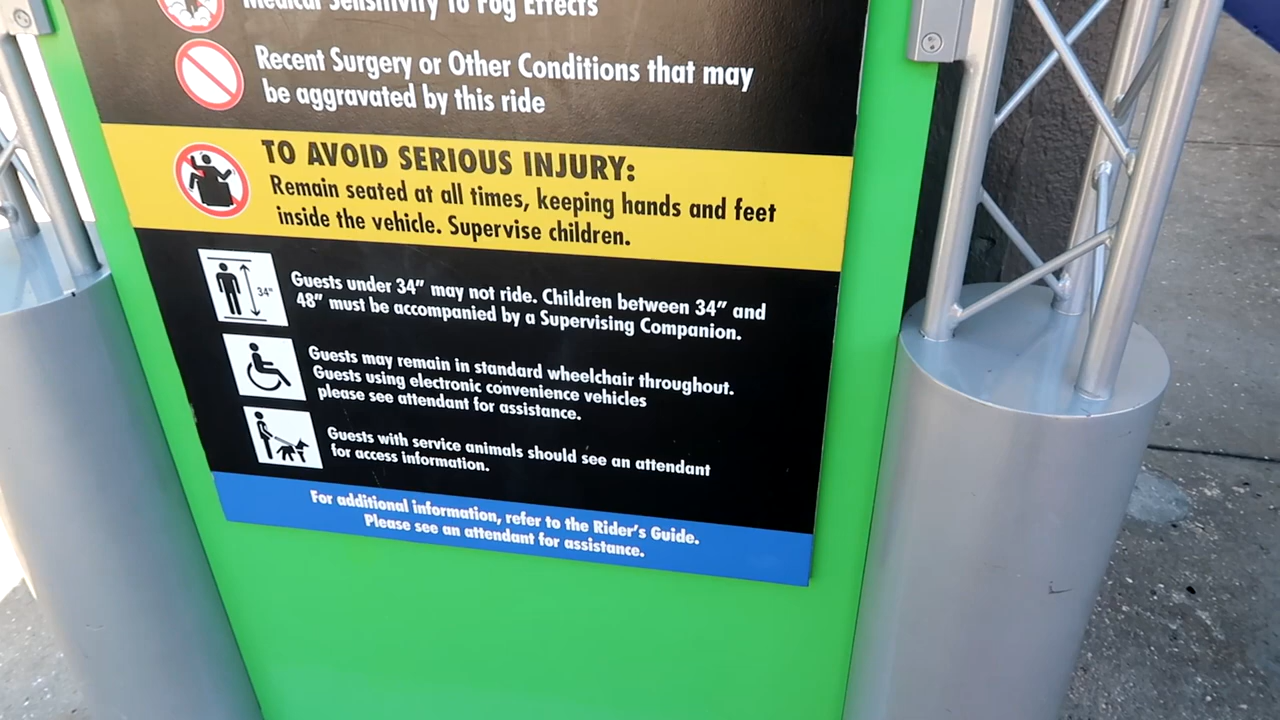 Medical Sensitivity to Fog Effects
Recent Surgery or Other Conditions that may
be aggravated by this ride
TO AVOID SERIOUS INJURY:
Remain seated at all times, keeping hands and feet
inside the vehicle. Supervise children.
34"
Guests under 34" may not ride. Children between 34" and
48" must be accompanied by a Supervising Companion.
Guests may remain in standard wheelchair throughout.
Guests using electronic convenience vehicles
please see attendant for assistance.
Guests with service animals should see an attendant
for access information.
For additional information, refer to the Rider's Guide.
Please see an attendant for assistance.